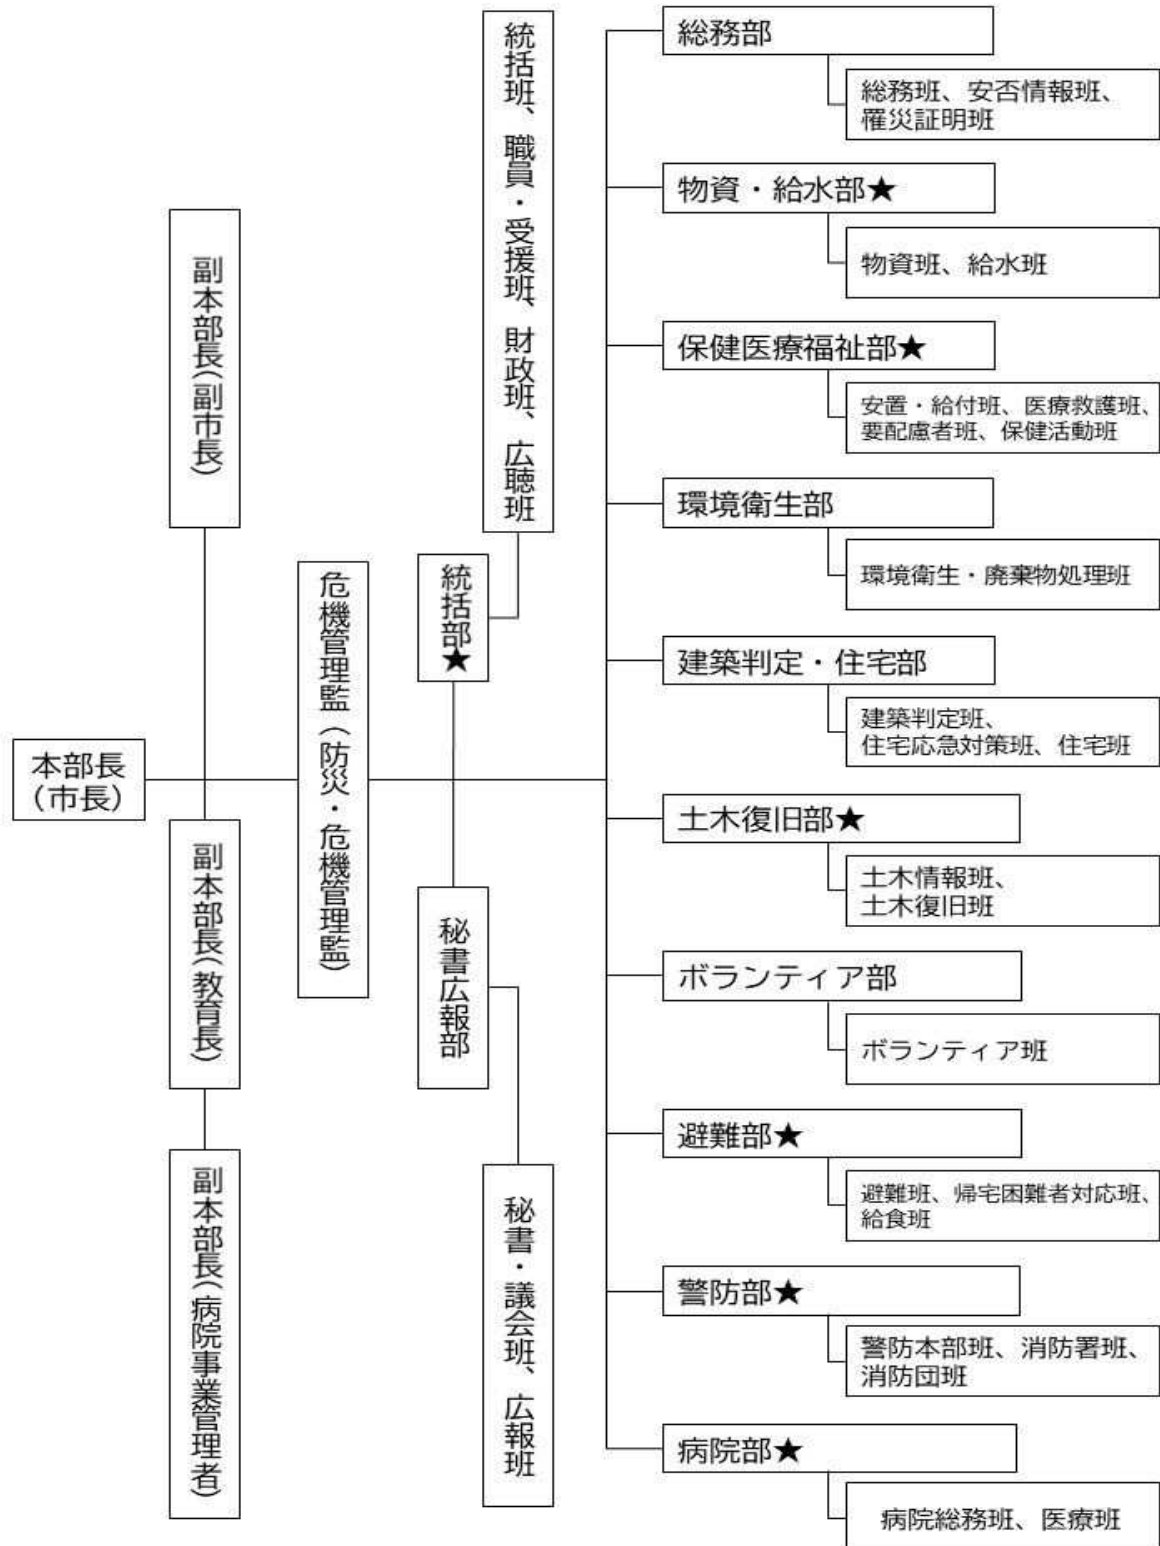 本部長
（市長）
副本部長（副市長）
副本部長（教育長）
副本部長（病院事業管理者）
危機管理監（防災・危機管理監）
統括部★
統括班、職員・受援班、財政班、広聴班
秘書広報部
秘書・議会班、広報班
総務部
総務班、安否情報班、
罹災証明班
物資・給水部★
物資班、給水班
保健医療福祉部★
安置・給付班、医療救護班、
要配慮者班、保健活動班
環境衛生部
環境衛生・廃棄物処理班
建築判定・住宅部
建築判定班、
住宅応急対策班、住宅班
土木復旧部★
土木情報班、
土木復旧班
ボランティア部
ボランティア班
避難部★
避難班、帰宅困難者対応班、
給食班
警防部★
警防本部班、消防署班、
消防団班
病院部★
病院総務班、医療班